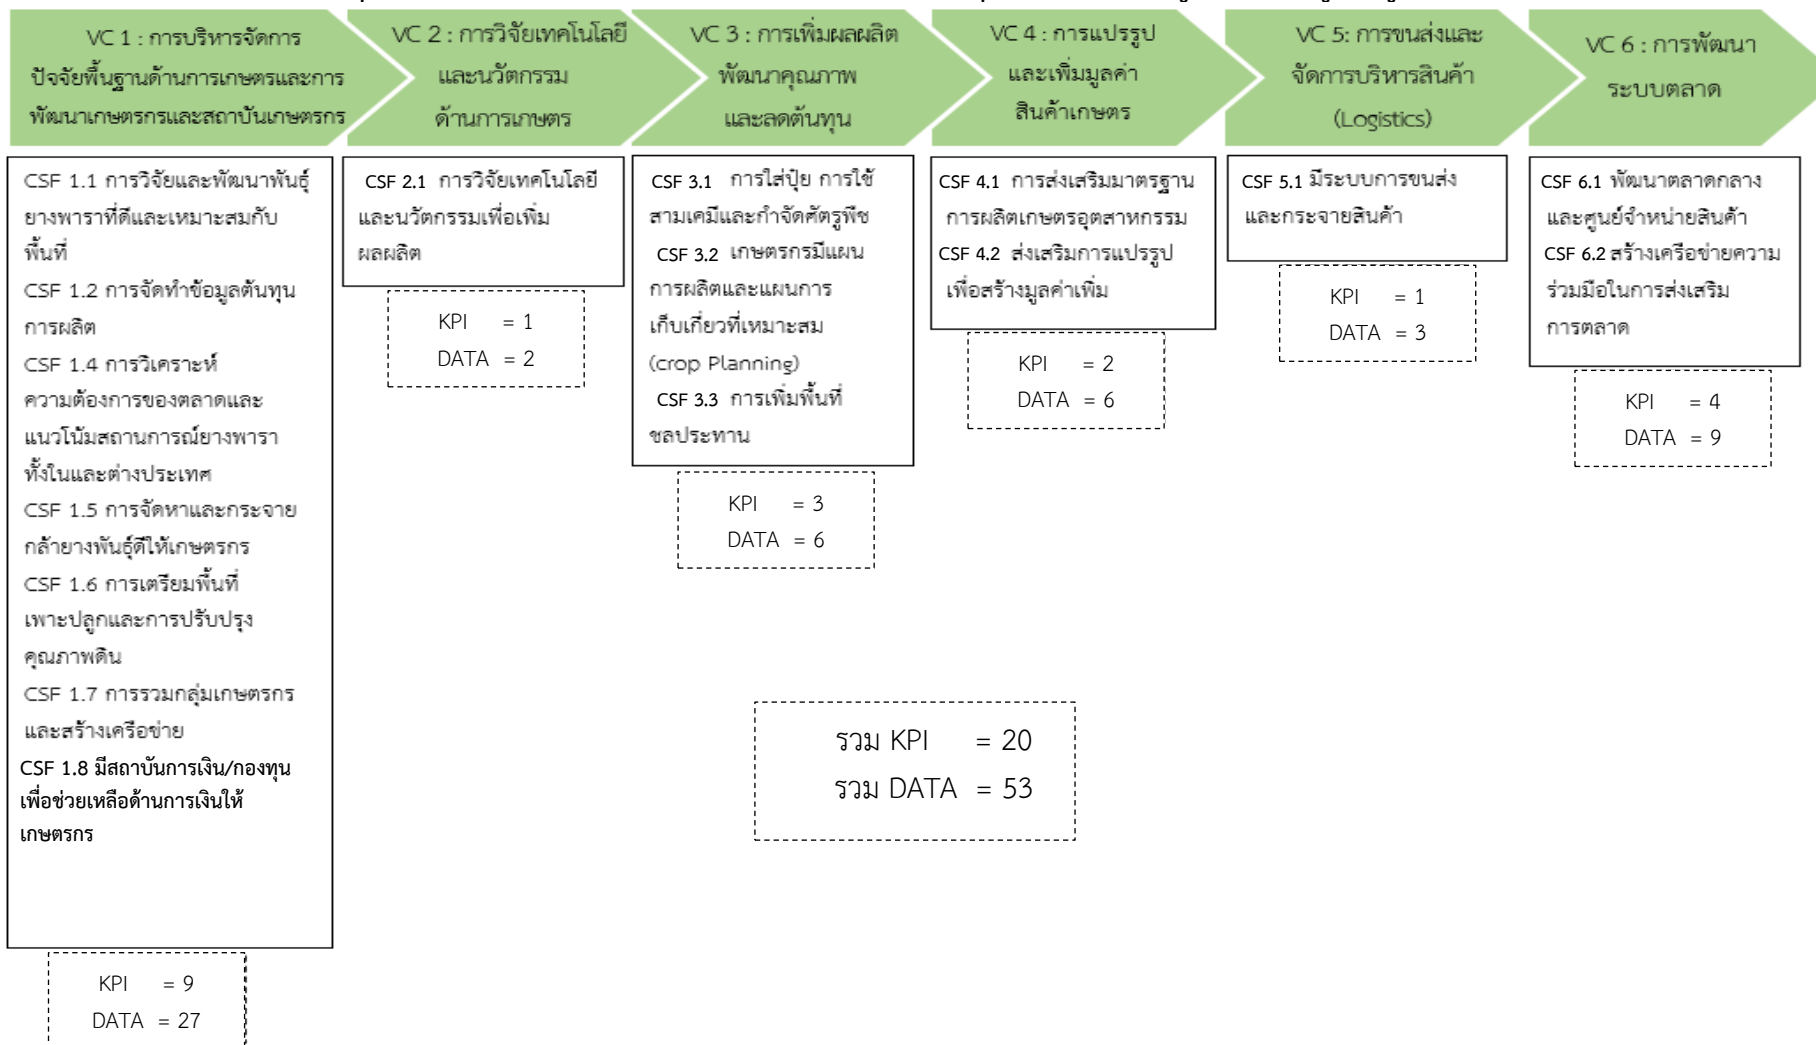 VC 1 : การบริหารจัดการ
ปัจจัยพื้นฐานด้านการเกษตรและการ
พัฒนาเกษตรกรและสถาบันเกษตรกร
VC 2 : การวิจัยเทคโนโลยี
และนวัตกรรม
ด้านการเกษตร
VC 3 : การเพิ่มผลผลิต
พัฒนาคุณภาพ
และลดต้นทุน
VC 4 : การแปรรูป
และเพิ่มมูลค่า
สินค้าเกษตร
VC 5: การขนส่งและ
จัดการบริหารสินค้า
(Logistics)
VC 6 : การพัฒนา
ระบบตลาด
CSF 1.1 การวิจัยและพัฒนาพันธุ์
ยางพาราที่ดีและเหมาะสมกับ
พื้นที่
CSF 1.2 การจัดทำข้อมูลต้นทุน
การผลิต
CSF 1.4 การวิเคราะห์
ความต้องการของตลาดและ
แนวโน้มสถานการณ์ยางพารา
ทั้งในและต่างประเทศ
CSF 1.5 การจัดหาและกระจาย
กล้ายางพันธุ์ดีให้เกษตรกร
CSF 1.6 การเตรียมพื้นที่
เพาะปลูกและการปรับปรุง
คุณภาพดิน
CSF 1.7 การรวมกลุ่มเกษตรกร
และสร้างเครือข่าย
CSF 1.8 มีสถาบันการเงิน/กองทุน
เพื่อช่วยเหลือด้านการเงินให้
เกษตรกร
KPI = 9
DATA = 27
CSF 2.1 การวิจัยเทคโนโลยี
และนวัตกรรมเพื่อเพิ่ม
ผลผลิต
KPI = 1
DATA = 2
CSF 3.1 การใส่ปุ๋ย การใช้
สามเคมีและกำจัดศัตรูพืช
CSF 3.2 เกษตรกรมีแผน
การผลิตและแผนการ
เก็บเกี่ยวที่เหมาะสม
(crop Planning)
CSF 3.3 การเพิ่มพื้นที่
ชลประทาน
KPI = 3
DATA = 6
CSF 4.1 การส่งเสริมมาตรฐาน
การผลิตเกษตรอุตสาหกรรม
CSF 4.2 ส่งเสริมการแปรรูป
เพื่อสร้างมูลค่าเพิ่ม
KPI = 2
DATA = 6
CSF 5.1 มีระบบการขนส่ง
และกระจายสินค้า
KPI = 1
DATA = 3
CSF 6.1 พัฒนาตลาดกลาง
และศูนย์จำหน่ายสินค้า
CSF 6.2 สร้างเครือข่ายความ
ร่วมมือในการส่งเสริม
การตลาด
KPI = 4
DATA = 9
รวม KPI = 20
รวม DATA = 53